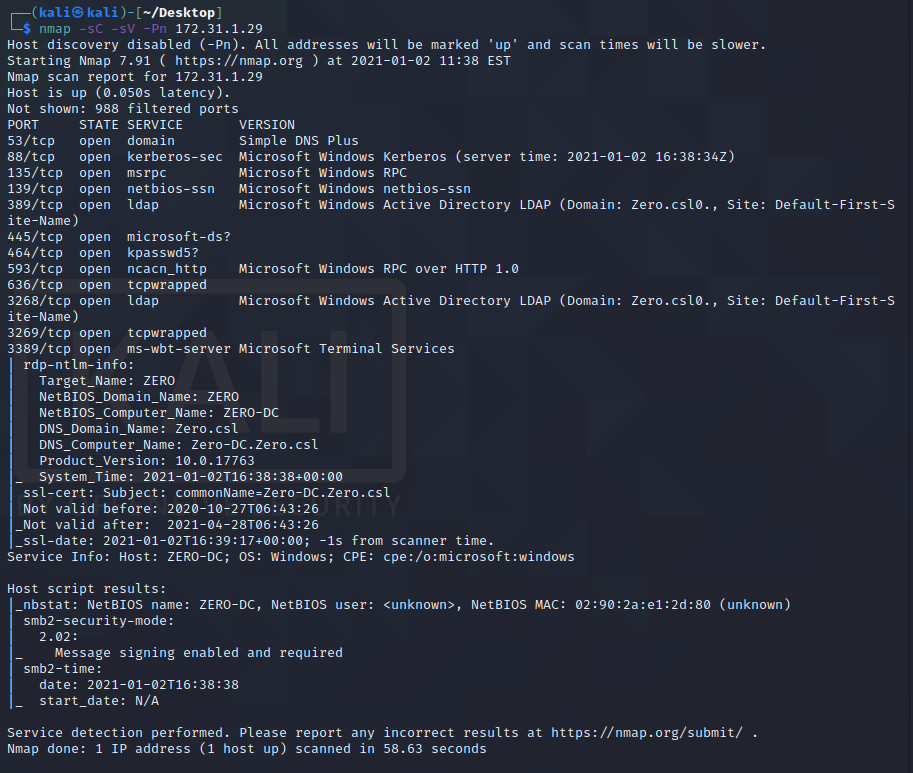 ┌──(kali㉿kali)-[~/Desktop]
└─$ nmap -sC -sV -Pn 172.31.1.29
Host discovery disabled (-Pn). All addresses will be marked 'up' and scan times will be slower.
Starting Nmap 7.91 ( https://nmap.org ) at 2021-01-02 11:38 EST
Nmap scan report for 172.31.1.29
Host is up (0.050s latency).
Not shown: 988 filtered ports
PORT     STATE SERVICE       VERSION
53/tcp   open  domain        Simple DNS Plus
88/tcp   open  kerberos-sec  Microsoft Windows Kerberos (server time: 2021-01-02 16:38:34Z)
135/tcp  open  msrpc         Microsoft Windows RPC
139/tcp  open  netbios-ssn   Microsoft Windows netbios-ssn
389/tcp  open  ldap          Microsoft Windows Active Directory LDAP (Domain: Zero.csl0., Site: Default-First-S
ite-Name)
445/tcp  open  microsoft-ds?
464/tcp  open  kpasswd5?
593/tcp  open  ncacn_http    Microsoft Windows RPC over HTTP 1.0
636/tcp  open  tcpwrapped
3268/tcp open  ldap          Microsoft Windows Active Directory LDAP (Domain: Zero.csl0., Site: Default-First-S
ite-Name)
3269/tcp open  tcpwrapped
3389/tcp open  ms-wbt-server Microsoft Terminal Services
| rdp-ntlm-info:
|   Target_Name: ZERO
|   NetBIOS_Domain_Name: ZERO
|   NetBIOS_Computer_Name: ZERO-DC
|   DNS_Domain_Name: Zero.csl
|   DNS_Computer_Name: Zero-DC.Zero.csl
|   Product_Version: 10.0.17763
|_  System_Time: 2021-01-02T16:38:38+00:00
| ssl-cert: Subject: commonName=Zero-DC.Zero.csl
|Not valid before: 2020-10-27T06:43:26
|_Not valid after:  2021-04-28T06:43:26
|_ssl-date: 2021-01-02T16:39:17+00:00; -1s from scanner time.
Service Info: Host: ZERO-DC; OS: Windows; CPE: cpe:/o:microsoft:windows

Host script results:
|_nbstat: NetBIOS name: ZERO-DC, NetBIOS user: <unknown>, NetBIOS MAC: 02:90:2a:e1:2d:80 (unknown)
| smb2-security-mode:
|   2.02:
|_    Message signing enabled and required
| smb2-time:
|   date: 2021-01-02T16:38:38
|_  start_date: N/A

Service detection performed. Please report any incorrect results at https://nmap.org/submit/ .
Nmap done: 1 IP address (1 host up) scanned in 58.63 seconds
KALI